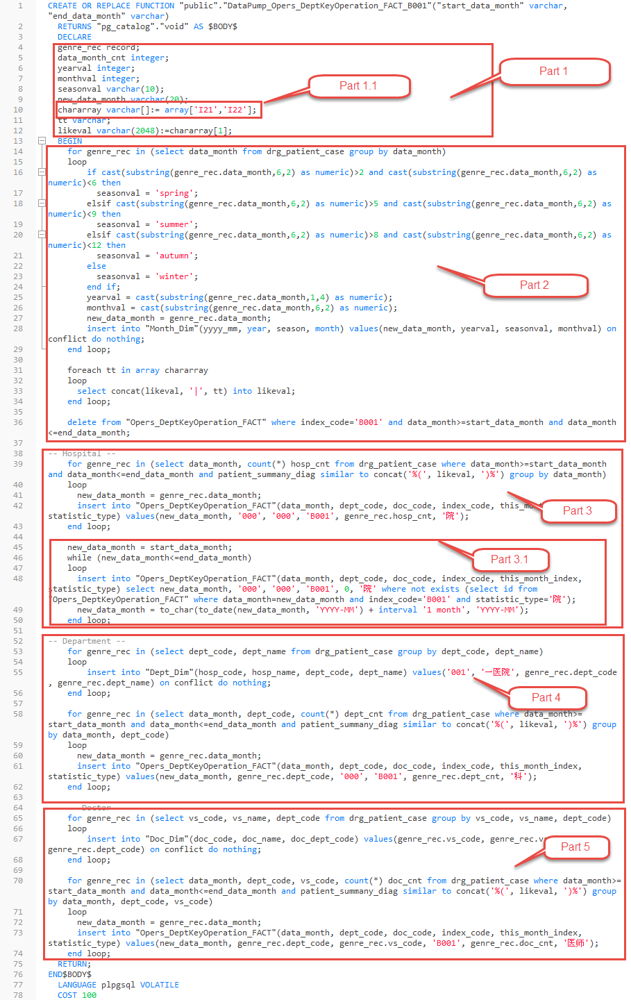 1 CREATE OR REPLACE FUNCTION "public"."DataPump_Opers_DeptKeyOperation_FACT_B001"("start_data_month" varchar,
"end_data_month" varchar)
2 RETURNS "pg_catalog"."void" AS $BODY$
3 DECLARE
4 genre_rec record;
5 data_month_cnt integer;
Part 1
6 yearval integer;
7 monthval integer;
Part 1.1
8 seasonval varchar(10);
9 new_data_month varchar(20);
10 chararray varchar[]:= array['I21','I22'];
11 tt varchar;
12 likeval varchar(2048):=chararray[1];
13 BEGIN
14 for genre_rec in (select data_month from drg_patient_case group by data_month)
15 loop
16 if cast(substring(genre_rec.data_month,6,2) as numeric)>2 and cast(substring(genre_rec.data_month,6,2) as
numeric)<6 then
17 seasonval = 'spring';
18 elsif cast(substring(genre_rec.data_month,6,2) as numeric)>5 and cast(substring(genre_rec.data_month,6,2) as
numeric)<9 then
19 seasonval = 'summer';
20 elsif cast(substring(genre_rec.data_month,6,2) as numeric)>8 and cast(substring(genre_rec.data_month,6,2) as
numeric)<12 then
21 seasonval = 'autumn';
22 else
23 seasonval = 'winter';
Part 2
24 end if;
25 yearval = cast(substring(genre_rec.data_month,1,4) as numeric);
26 monthval = cast(substring(genre_rec.data_month,6,2) as numeric);
27 new_data_month = genre_rec.data_month;
28 insert into "Month_Dim"(yyyy_mm, year, season, month) values(new_data_month, yearval, seasonval, monthval) on
conflict do nothing;
29 end loop;
30
31 foreach tt in array chararray
32 loop
33 select concat(likeval, '|', tt) into likeval;
34 end loop;
35
36 delete from "Opers_DeptKeyOperation_FACT" where index_code='B001' and data_month>=start_data_month and data_month
<=end_data_month;
37
38 -- Hospital --
39 for genre_rec in (select data_month, count(*) hosp_cnt from drg_patient_case where data_month>=start_data_month
and data_month<=end_data_month and patient_summany_diag similar to concat('%(', likeval, ')%') group by data_month)
40 loop
41 new_data_month = genre_rec.data_month;
42 insert into "Opers_DeptKeyOperation_FACT"(data_month, dept_code, doc_code, index_code,
Part 3
statistic_type) values(new_data_month, '000', '000', 'B001', genre_rec.hosp_cnt, '院');
43 end loop;
44
45 new_data_month = start_data_month;
46 while (new_data_month<=end_data_month)
Part 3.1
47 loop
48 insert into "Opers_DeptKeyOperation_FACT"(data_month, dept_code, doc_code, index_code, this_month_index,
statistic_type) select new_data_month, '000', '000', 'B001', 0, '院' where not exists (select id from
"Opers_DeptKeyOperation_FACT" where data_month=new_data_month and index_code='B001' and statistic_type='院');
49 new_data_month = to_char(to_date(new_data_month, 'YYYY-MM') + interval '1 month', 'YYYY-MM');
50 end loop;
51
52 -- Department --
53 for genre_rec in (select dept_code, dept_name from drg_patient_case group by dept_code, dept_name)
54 loop
55 insert into "Dept_Dim"(hosp_code, hosp_name, dept_code, dept_name) values('001', '一医院', genre_rec.dept_code
, genre_rec.dept_name) on conflict do nothing;
56 end loop;
Part 4
57
58 for genre_rec in (select data_month, dept_code, count(*) dept_cnt from drg_patient_case where data_month>=
start_data_month and data_month<=end_data_month and patient_summany_diag similar to concat('%(', likeval, ')%') group
by data_month, dept_code)
59 loop
60 new_data_month = genre_rec.data_month;
61 insert into "Opers_DeptKeyOperation_FACT"(data_month, dept_code, doc_code, index_code, this_month_index,
statistic_type) values(new_data_month, genre_rec.dept_code, '000', 'B001', genre_rec.dept_cnt, '科');
62 end loop;
63
64 Doctor
65 for genre_rec in (select vs_code, vs_name, dept_code from drg_patient_case group by vs_code, vs_name, dept_code)
66 loop
67 insert into "Doc_Dim"(doc_code, doc_name, doc_dept_code) values(genre_rec.vs_code,
Part 5
genre_rec.dept_code) on conflict do nothing;
68 end loop;
69
70 for genre_rec in (select data_month, dept_code, vs_code, count(*) doc_cnt from drg_patient_case where data_month>=
start_data_month and data_month<=end_data_month and patient_summany_diag similar to concat('%(', likeval, ')%') group
by data_month, dept_code, vs_code)
71 loop
72 new_data_month = genre_rec.data_month;
73 insert into "Opers_DeptKeyOperation_FACT"(data_month, dept_code, doc_code, index_code, this_month_index,
statistic_type) values(new_data_month, genre_rec.dept_code, genre_rec.vs_code, 'B001', genre_rec.doc_cnt, '医师');
74 end loop;
75 RETURN;
76 END$BODY$
77 LANGUAGE plpgsql VOLATILE
78 COST 100